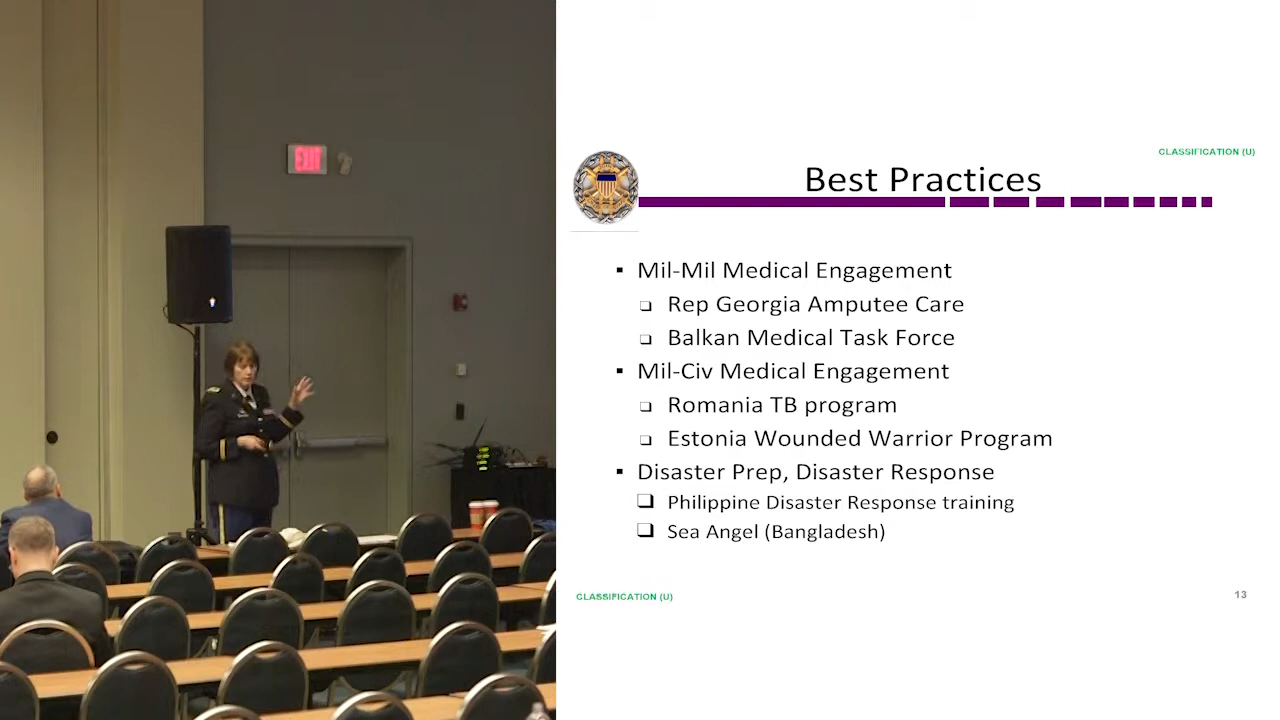 EXIT
CLASSIFICATION (U)
Best Practices
▪ Mil-Mil Medical Engagement
❑ Rep Georgia Amputee Care
❑ Balkan Medical Task Force
▪ Mil-Civ Medical Engagement
❑ Romania TB program
❑ Estonia Wounded Warrior Program
▪ Disaster Prep, Disaster Response
❑ Philippine Disaster Response training
❑ Sea Angel (Bangladesh)
CLASSIFICATION (U)
13